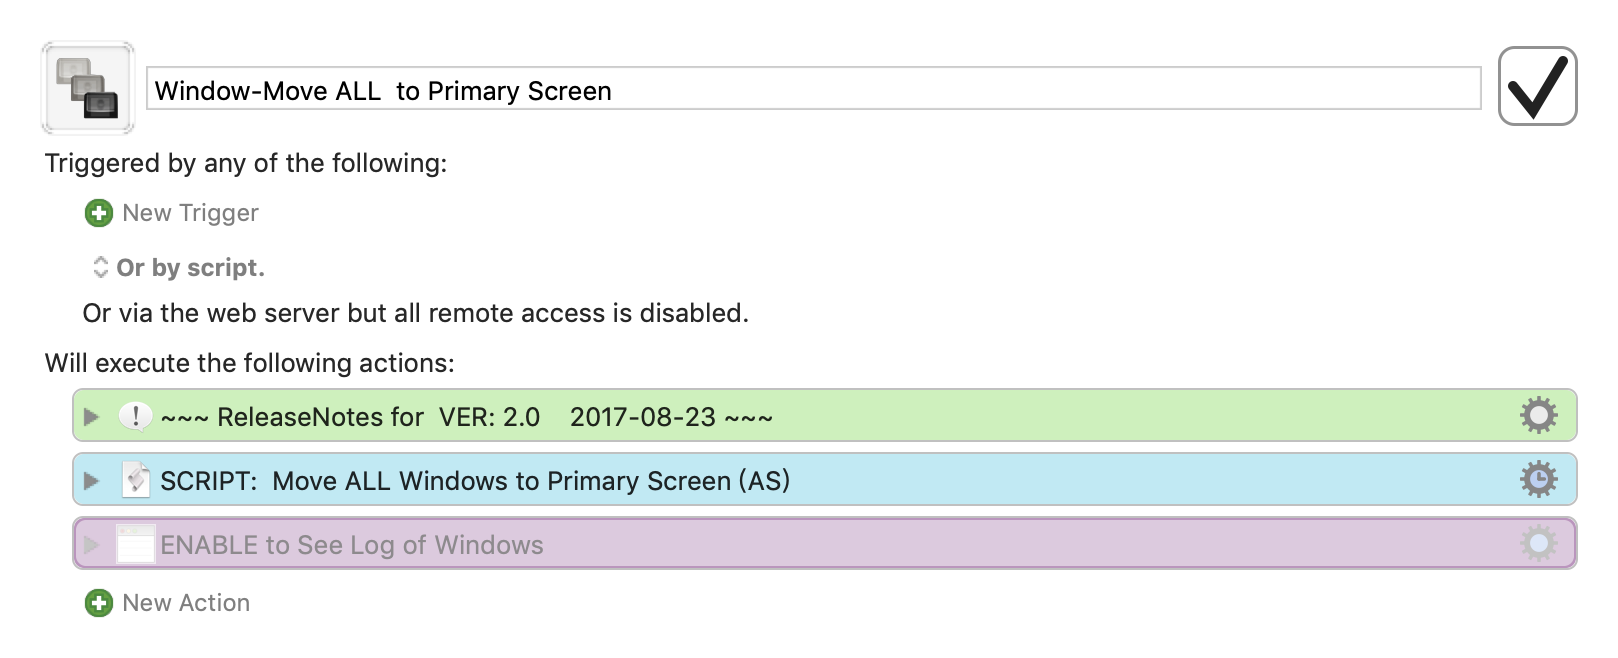 Window-Move ALL  to Primary Screen
Triggered by any of the following:
New Trigger
Or by script.
Or via the web server but all remote access is disabled.
Will execute the following actions:
~~~ ReleaseNotes for  VER: 2.0    2017-08-23 ~~~
SCRIPT:  Move ALL Windows to Primary Screen (AS)
ENABLE to See Log of Windows
New Action